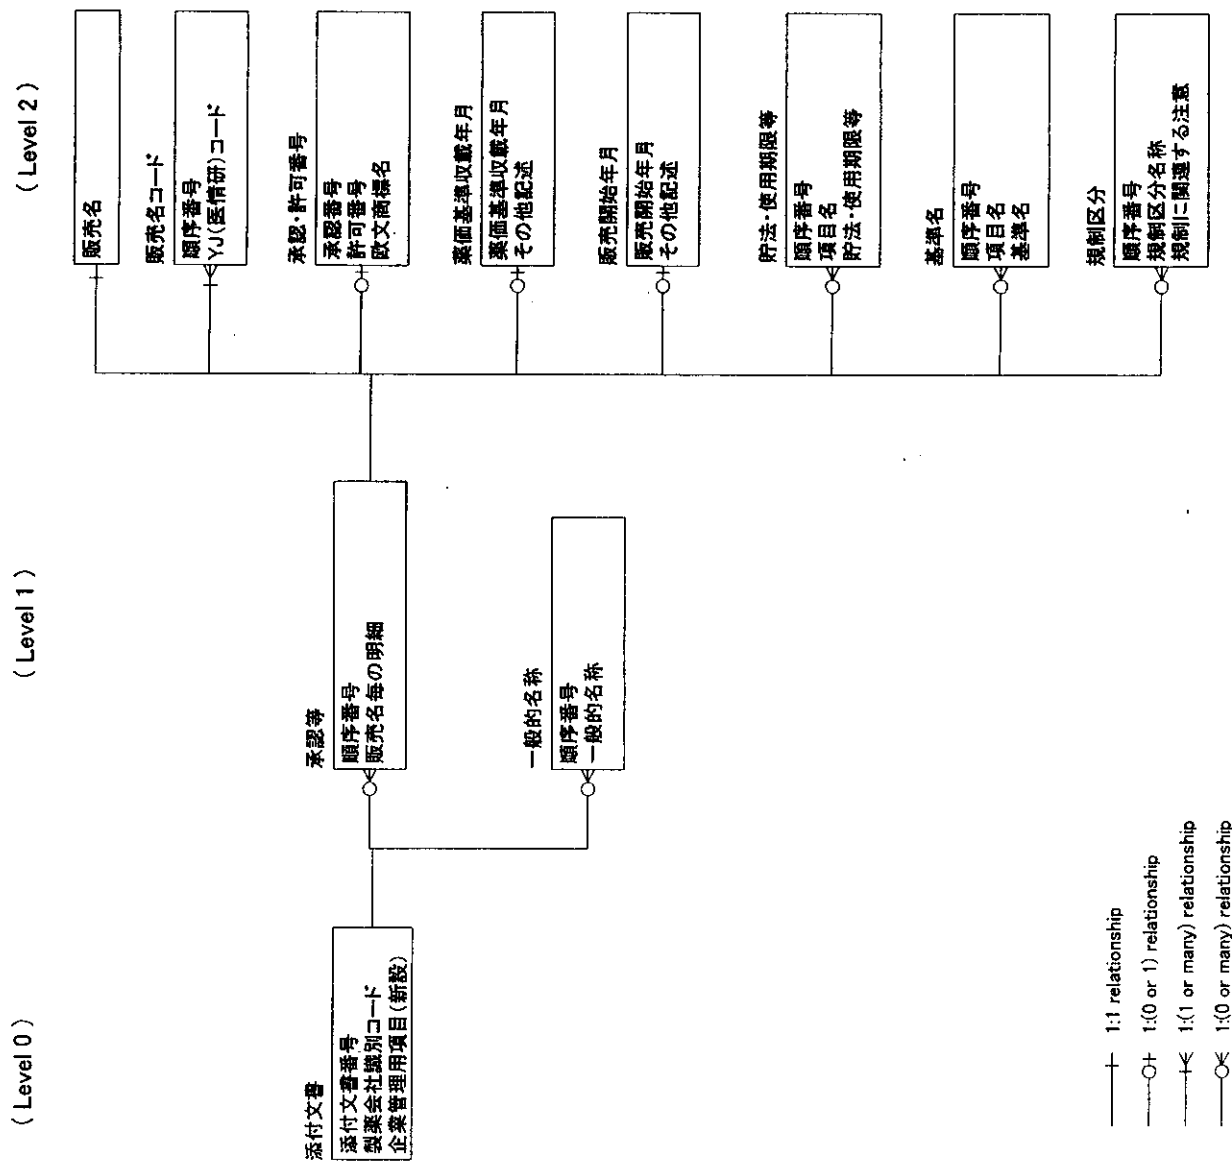 (Level 0)
添付文書
添付文書番号
製薬会社識別コード
企業管理用項目(新設)
(Level 1)
承認等
順序番号
販売名毎の明細
一般的名称
順序番号
一般的名称
(Level 2)
販売名
販売名コード
順序番号
YJ(医情研)コード
承認・許可番号
承認番号
許可番号
欧文商標名
薬価基準収載年月
薬価基準収載年月
その他記述
販売開始年月
販売開始年月
その他記述
貯法・使用期限等
順序番号
項目名
貯法・使用期限等
基準名
順序番号
項目名
基準名
規制区分
順序番号
規制区分名称
規制に関連する注意
1:1 relationship
1:(0 or 1) relationship
1:(1 or many) relationship
1:(0 or many) relationship